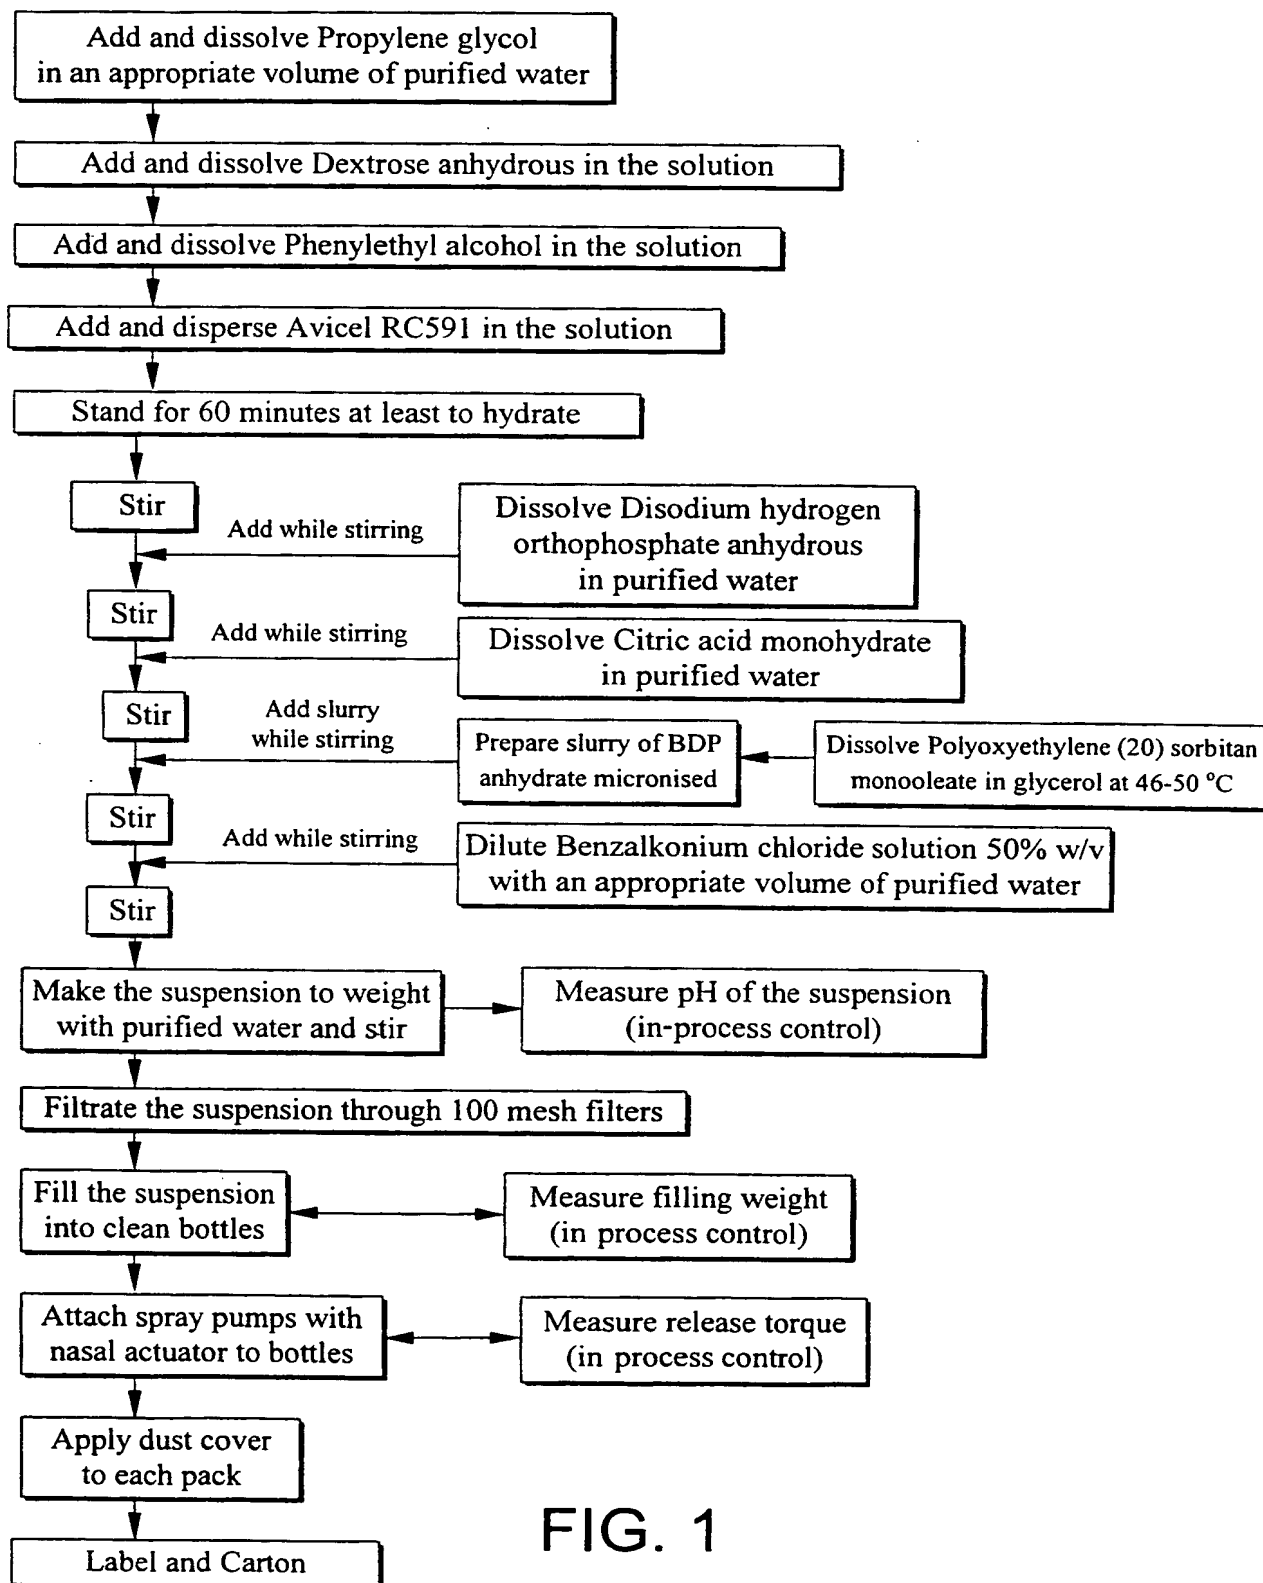 Add and dissolve Propylene glycol
in an appropriate volume of purified water
Add and dissolve Dextrose anhydrous in the solution
Add and dissolve Phenylethyl alcohol in the solution
Add and disperse Avicel RC591 in the solution
Stand for 60 minutes at least to hydrate
Stir
Add while stirring
Dissolve Disodium hydrogen
orthophosphate anhydrous
in purified water
Stir
Add while stirring
Dissolve Citric acid monohydrate
in purified water
Stir
Add slurry
while stirring
Prepare slurry of BDP
anhydrate micronised
Dissolve Polyoxyethylene (20) sorbitan
monooleate in glycerol at 46-50 °C
Stir
Add while stirring
Dilute Benzalkonium chloride solution 50% w/v
with an appropriate volume of purified water
Stir
Make the suspension to weight
with purified water and stir
Measure pH of the suspension
(in-process control)
Filtrate the suspension through 100 mesh filters
Fill the suspension
into clean bottles
Measure filling weight
(in process control)
Attach spray pumps with
nasal actuator to bottles
Measure release torque
(in process control)
Apply dust cover
to each pack
Label and Carton
FIG. 1